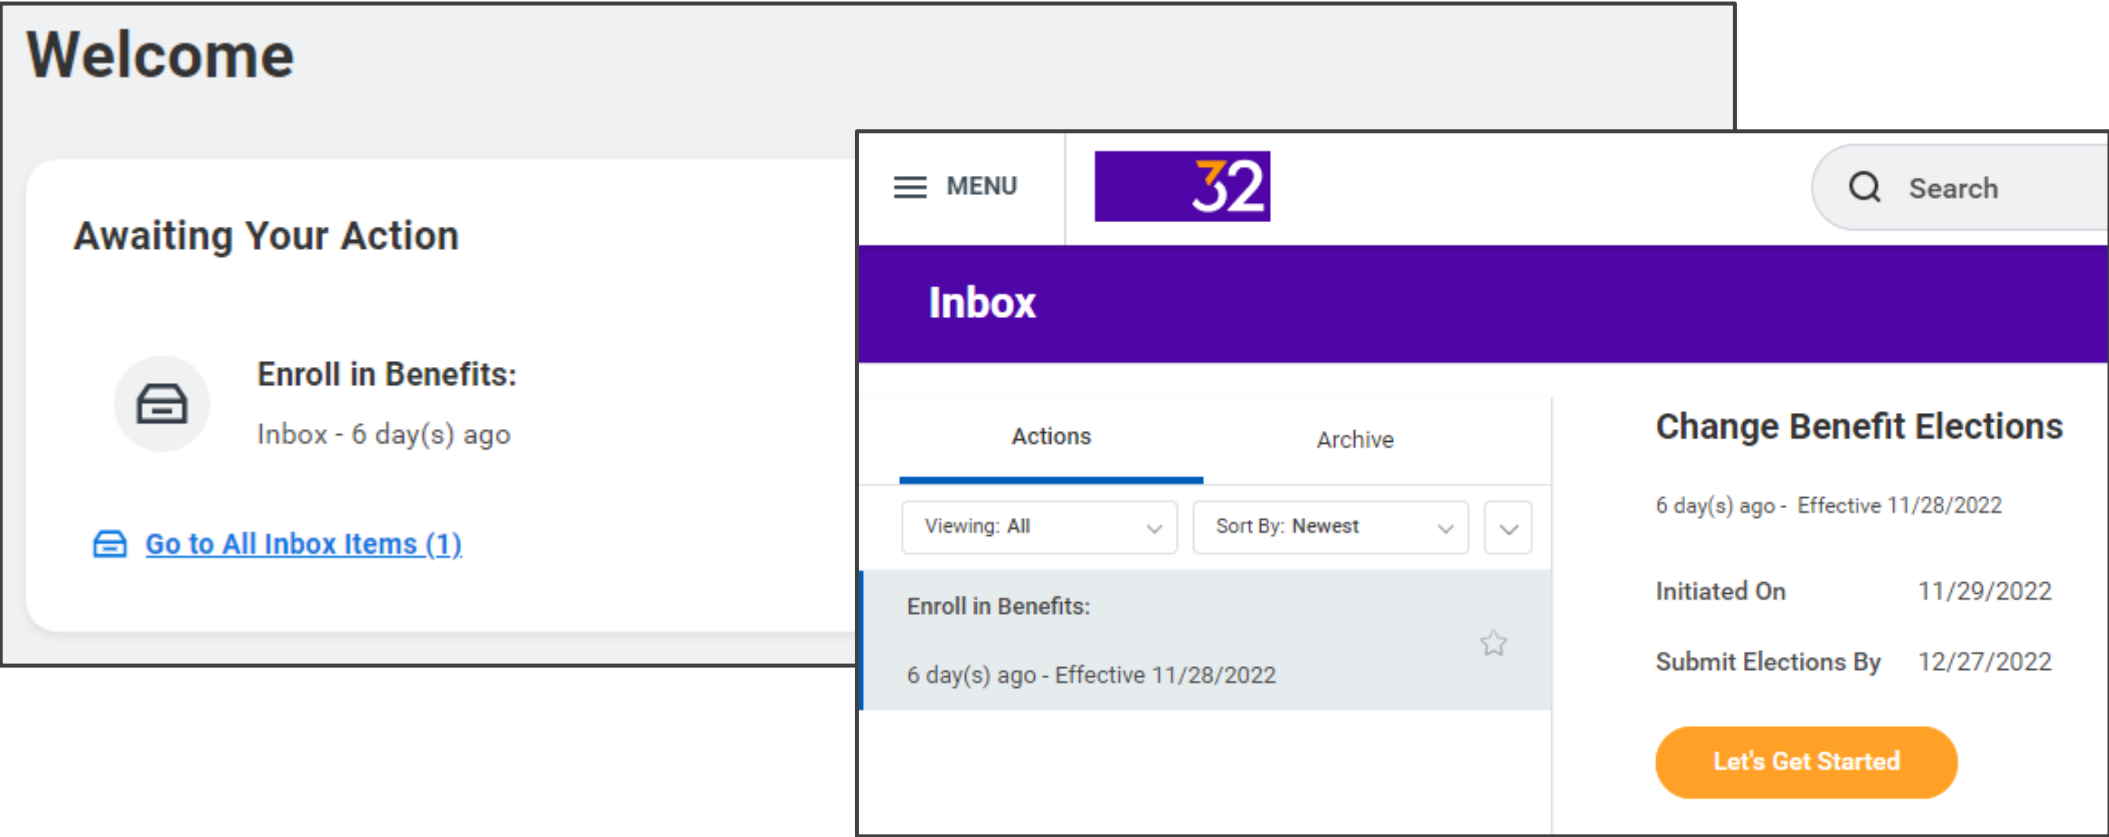 Welcome
Awaiting Your Action
Enroll in Benefits:
Inbox - 6 day(s) ago
Go to All Inbox Items (1)
MENU
32
Search
Inbox
Actions
Archive
Viewing: All
Sort By: Newest
Enroll in Benefits:
6 day(s) ago - Effective 11/28/2022
Change Benefit Elections
6 day(s) ago - Effective 11/28/2022
Initiated On 11/29/2022
Submit Elections By 12/27/2022
Let's Get Started